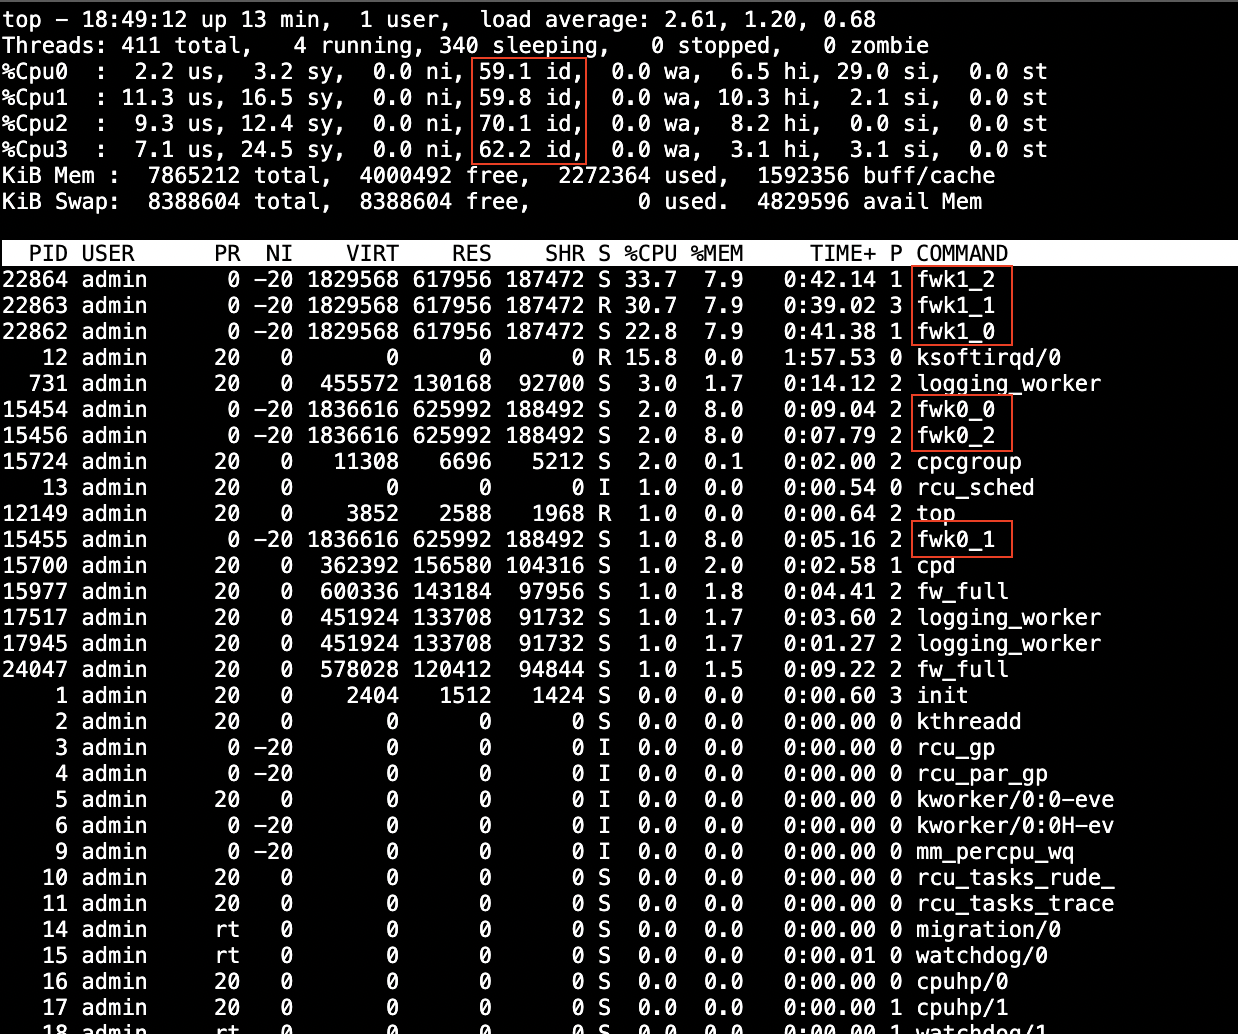 top - 18:49:12 up 13 min,  1 user,  load average: 2.61, 1.20, 0.68
Threads: 411 total,   4 running, 340 sleeping,   0 stopped,   0 zombie
%Cpu0  :  2.2 us,  3.2 sy,  0.0 ni, 59.1 id,  0.0 wa,  6.5 hi, 29.0 si,  0.0 st
%Cpu1  : 11.3 us, 16.5 sy,  0.0 ni, 59.8 id,  0.0 wa, 10.3 hi,  2.1 si,  0.0 st
%Cpu2  :  9.3 us, 12.4 sy,  0.0 ni, 70.1 id,  0.0 wa,  8.2 hi,  0.0 si,  0.0 st
%Cpu3  :  7.1 us, 24.5 sy,  0.0 ni, 62.2 id,  0.0 wa,  3.1 hi,  3.1 si,  0.0 st
KiB Mem :  7865212 total,  4000492 free,  2272364 used,  1592356 buff/cache
KiB Swap:  8388604 total,  8388604 free,        0 used.  4829596 avail Mem
  PID USER      PR  NI    VIRT    RES    SHR S %CPU %MEM     TIME+ P COMMAND
22864 admin      0 -20 1829568 617956 187472 S 33.7  7.9   0:42.14 1 fwk1_2
22863 admin      0 -20 1829568 617956 187472 R 30.7  7.9   0:39.02 3 fwk1_1
22862 admin      0 -20 1829568 617956 187472 S 22.8  7.9   0:41.38 1 fwk1_0
   12 admin     20   0       0      0      0 R 15.8  0.0   1:57.53 0 ksoftirqd/0
  731 admin     20   0  455572 130168  92700 S  3.0  1.7   0:14.12 2 logging_worker
15454 admin      0 -20 1836616 625992 188492 S  2.0  8.0   0:09.04 2 fwk0_0
15456 admin      0 -20 1836616 625992 188492 S  2.0  8.0   0:07.79 2 fwk0_2
15724 admin     20   0   11308   6696   5212 S  2.0  0.1   0:02.00 2 cpcgroup
   13 admin     20   0       0      0      0 I  1.0  0.0   0:00.54 0 rcu_sched
12149 admin     20   0    3852   2588   1968 R  1.0  0.0   0:00.64 2 top
15455 admin      0 -20 1836616 625992 188492 S  1.0  8.0   0:05.16 2 fwk0_1
15700 admin     20   0  362392 156580 104316 S  1.0  2.0   0:02.58 1 cpd
15977 admin     20   0  600336 143184  97956 S  1.0  1.8   0:04.41 2 fw_full
17517 admin     20   0  451924 133708  91732 S  1.0  1.7   0:03.60 2 logging_worker
17945 admin     20   0  451924 133708  91732 S  1.0  1.7   0:01.27 2 logging_worker
24047 admin     20   0  578028 120412  94844 S  1.0  1.5   0:09.22 2 fw_full
    1 admin     20   0    2404   1512   1424 S  0.0  0.0   0:00.60 3 init
    2 admin     20   0       0      0      0 S  0.0  0.0   0:00.00 0 kthreadd
    3 admin      0 -20       0      0      0 I  0.0  0.0   0:00.00 0 rcu_gp
    4 admin      0 -20       0      0      0 I  0.0  0.0   0:00.00 0 rcu_par_gp
    5 admin     20   0       0      0      0 I  0.0  0.0   0:00.00 0 kworker/0:0-eve
    6 admin      0 -20       0      0      0 I  0.0  0.0   0:00.00 0 kworker/0:0H-ev
    9 admin      0 -20       0      0      0 I  0.0  0.0   0:00.00 0 mm_percpu_wq
   10 admin     20   0       0      0      0 S  0.0  0.0   0:00.00 0 rcu_tasks_rude_
   11 admin     20   0       0      0      0 S  0.0  0.0   0:00.00 0 rcu_tasks_trace
   14 admin     rt   0       0      0      0 S  0.0  0.0   0:00.00 0 migration/0
   15 admin     rt   0       0      0      0 S  0.0  0.0   0:00.01 0 watchdog/0
   16 admin     20   0       0      0      0 S  0.0  0.0   0:00.00 0 cpuhp/0
   17 admin     20   0       0      0      0 S  0.0  0.0   0:00.00 1 cpuhp/1
   18 admin     rt   0       0      0      0 S  0.0  0.0   0:00.00 1 watchdog/1